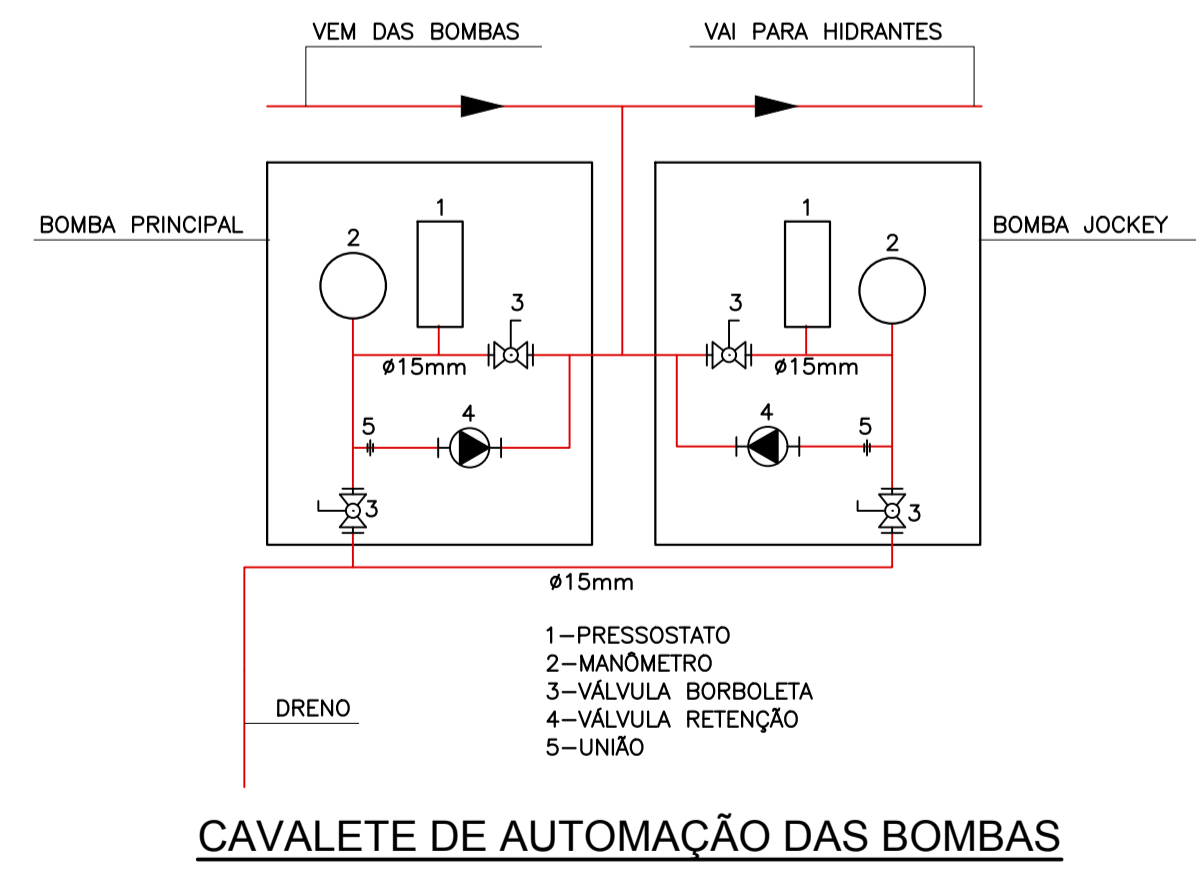 VEM DAS BOMBAS
VAI PARA HIDRANTES
BOMBA PRINCIPAL
BOMBA JOCKEY
1
2
3
ø15mm
4
5
3
1
2
3
ø15mm
4
5
3
ø15mm
DRENO
1-PRESSOSTATO
2-MANÔMETRO
3-VÁLVULA BORBOLETA
4-VÁLVULA RETENÇÃO
5-UNIÃO
CAVALETE DE AUTOMAÇÃO DAS BOMBAS